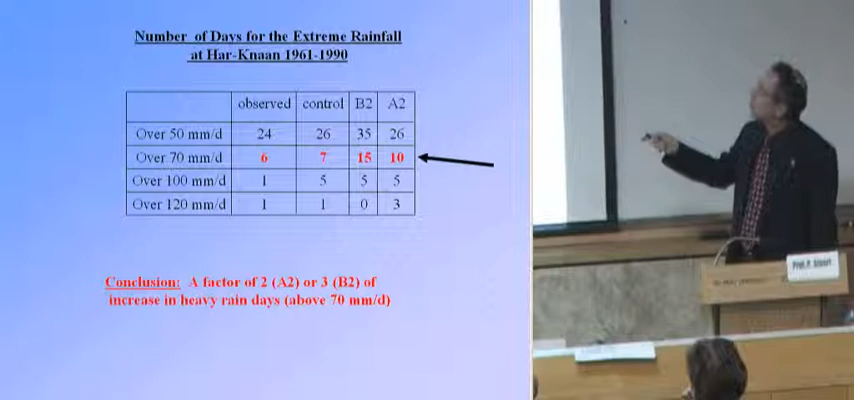 Number of Days for the Extreme Rainfall
at Har-Knaan 1961-1990
observed control B2 A2
Over 50 mm/d 24 26 35 26
Over 70 mm/d 6 7 15 10
Over 100 mm/d 1 5 5 5
Over 120 mm/d 1 1 0 3
Conclusion: A factor of 2 (A2) or 3 (B2) of
increase in heavy rain days (above 70 mm/d)
Prof. P.